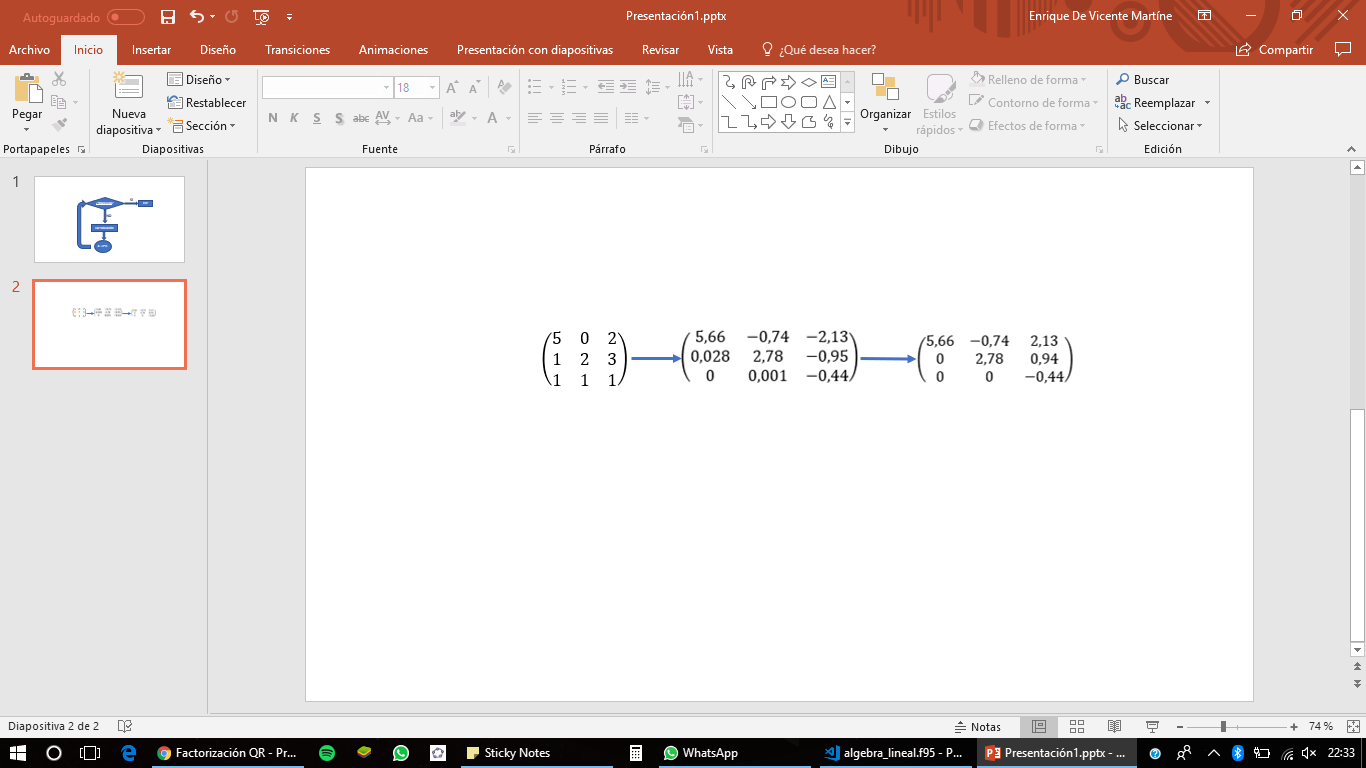 Autoguardado
Presentación1.pptx
Enrique De Vicente Martíne
Archivo Inicio Insertar Diseño Transiciones Animaciones Presentación con diapositivas Revisar Vista ¿Qué desea hacer? Compartir
Pegar
Nueva diapositiva
Diseño
Restablecer
Sección
18
N K S S abc AV Aa ab A
Organizar
Estilos rápidos
Relleno de forma
Contorno de forma
Efectos de forma
Buscar
Reemplazar
Seleccionar
Portapapeles Diapositivas Fuente Párrafo Dibujo Edición
1
2
5 0 2
1 2 3
1 1 1
5,66 −0,74 −2,13
0,028 2,78 −0,95
0 0,001 −0,44
5,66 −0,74 2,13
0 2,78 0,94
0 0 −0,44
Diapositiva 2 de 2 Notas 74 %
Factorización QR - Pr... Sticky Notes WhatsApp algebra_lineal.f95 - P... Presentación1.pptx - ... 22:33